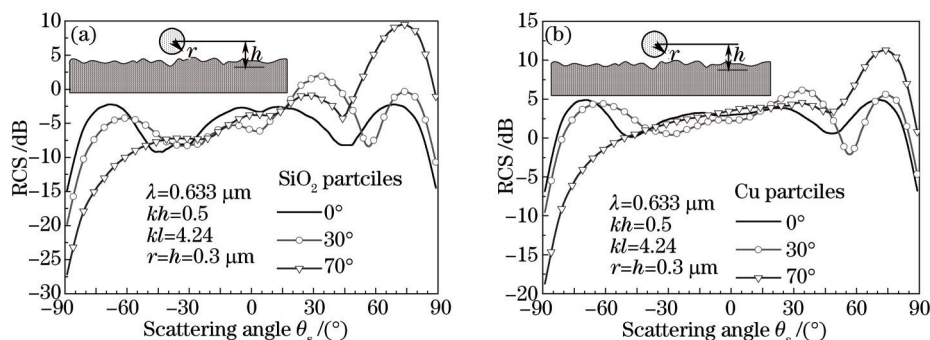 (a)
r
h
RCS /dB
10
5
0
−5
−10
−15
−20
−25
−30
λ=0.633 μm
kh=0.5
kl=4.24
r=h=0.3 μm
SiO₂ partciles
0°
30°
70°
−90 −60 −30 0 30 60 90
Scattering angle θₛ /(°)
(b)
r
h
RCS /dB
15
10
5
0
−5
−10
−15
−20
λ=0.633 μm
kh=0.5
kl=4.24
r=h=0.3 μm
Cu partciles
0°
30°
70°
−90 −60 −30 0 30 60 90
Scattering angle θₛ /(°)